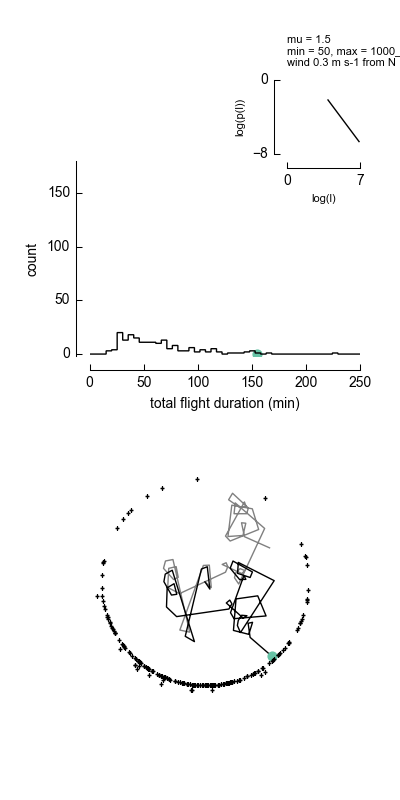 mu = 1.5
min = 50, max = 1000_
wind 0.3 m s-1 from N
0
−8
log(p(l))
0 7
log(l)
150
100
50
0
count
0 50 100 150 200 250
total flight duration (min)